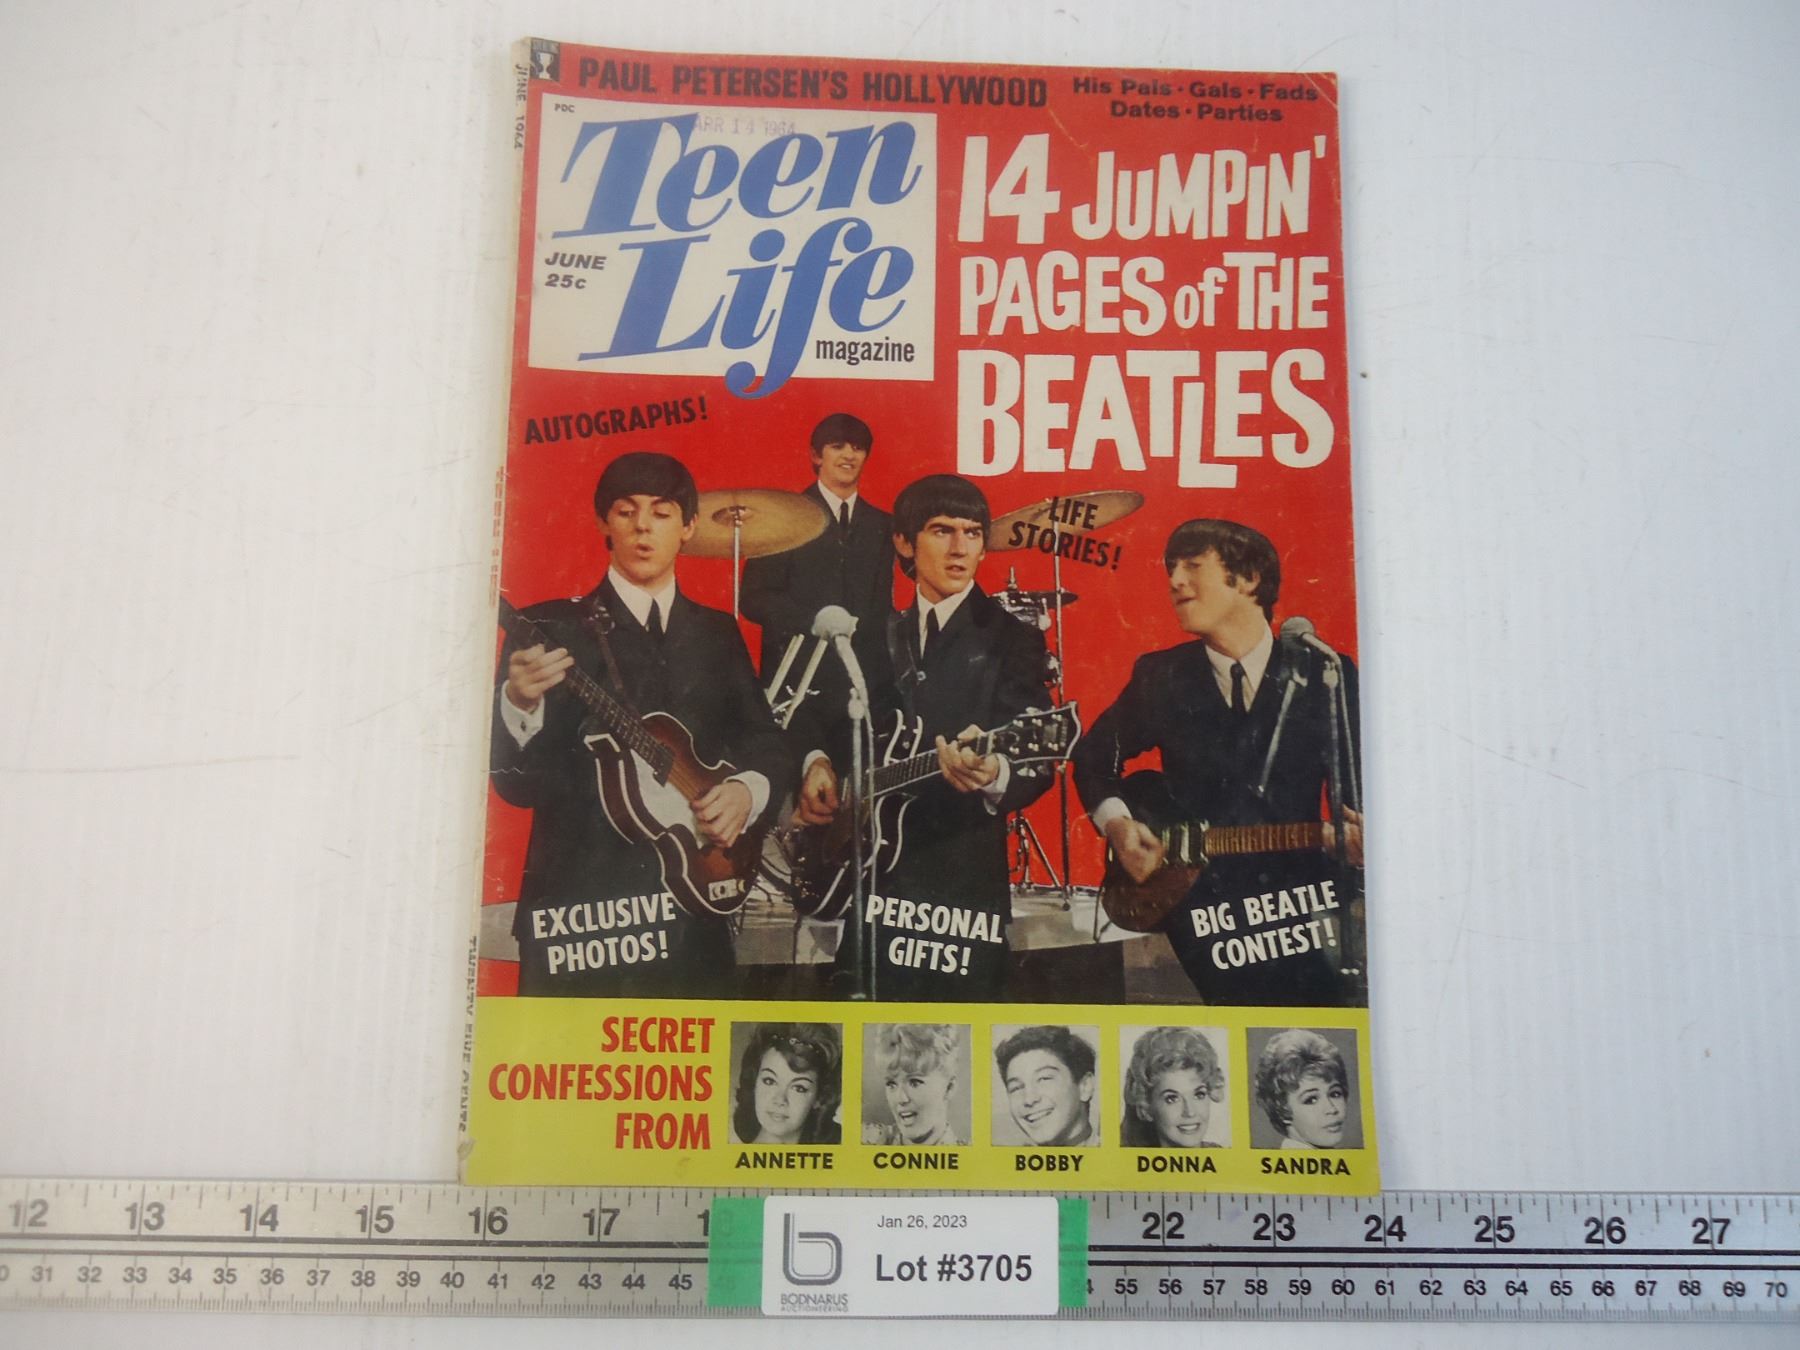 PAUL PETERSEN'S HOLLYWOOD
His Pals · Gals · Fads
Dates · Parties
PDC
APR 14 1964
Teen
Life
magazine
JUNE
25c
14 JUMPIN'
PAGES of THE
BEATLES
AUTOGRAPHS!
LIFE
STORIES!
EXCLUSIVE
PHOTOS!
PERSONAL
GIFTS!
BIG BEATLE
CONTEST!
SECRET
CONFESSIONS
FROM
ANNETTE CONNIE BOBBY DONNA SANDRA
JUNE, 1964
TWENTY FIVE CENTS
12 13 14 15 16 17 22 23 24 25 26 27
31 32 33 34 35 36 37 38 39 40 41 42 43 44 45 55 56 57 58 59 60 61 62 63 64 65 66 67 68 69 70
Jan 26, 2023
Lot #3705
BODNARUS
AUCTIONEERING